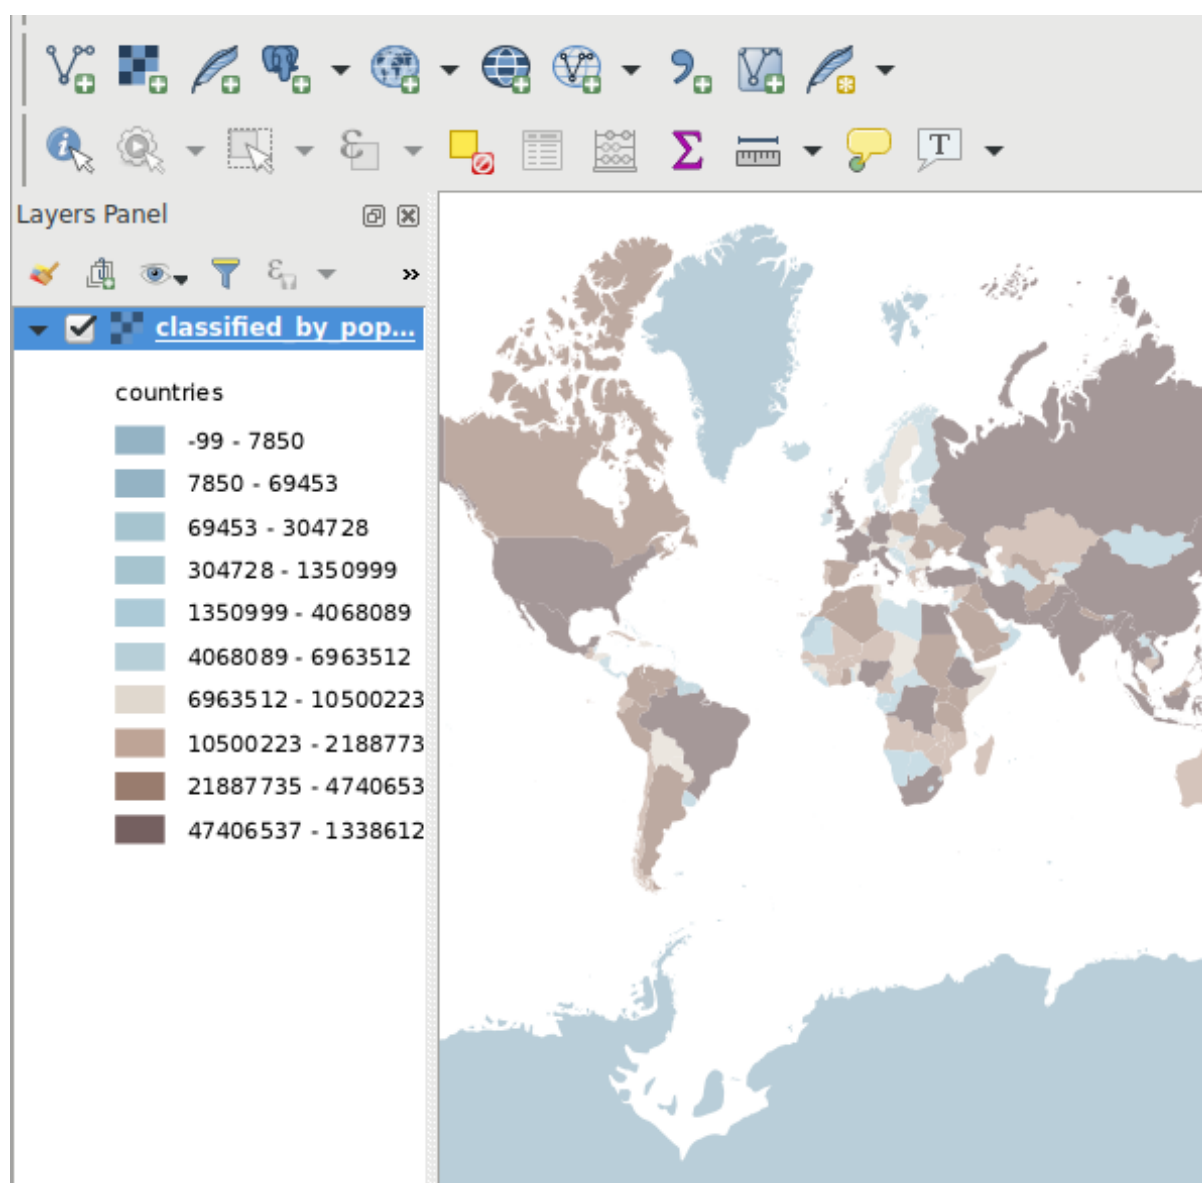 T
Layers Panel
classified_by_pop...
countries
-99 - 7850
7850 - 69453
69453 - 304728
304728 - 1350999
1350999 - 4068089
4068089 - 6963512
6963512 - 10500223
10500223 - 2188773
21887735 - 4740653
47406537 - 1338612